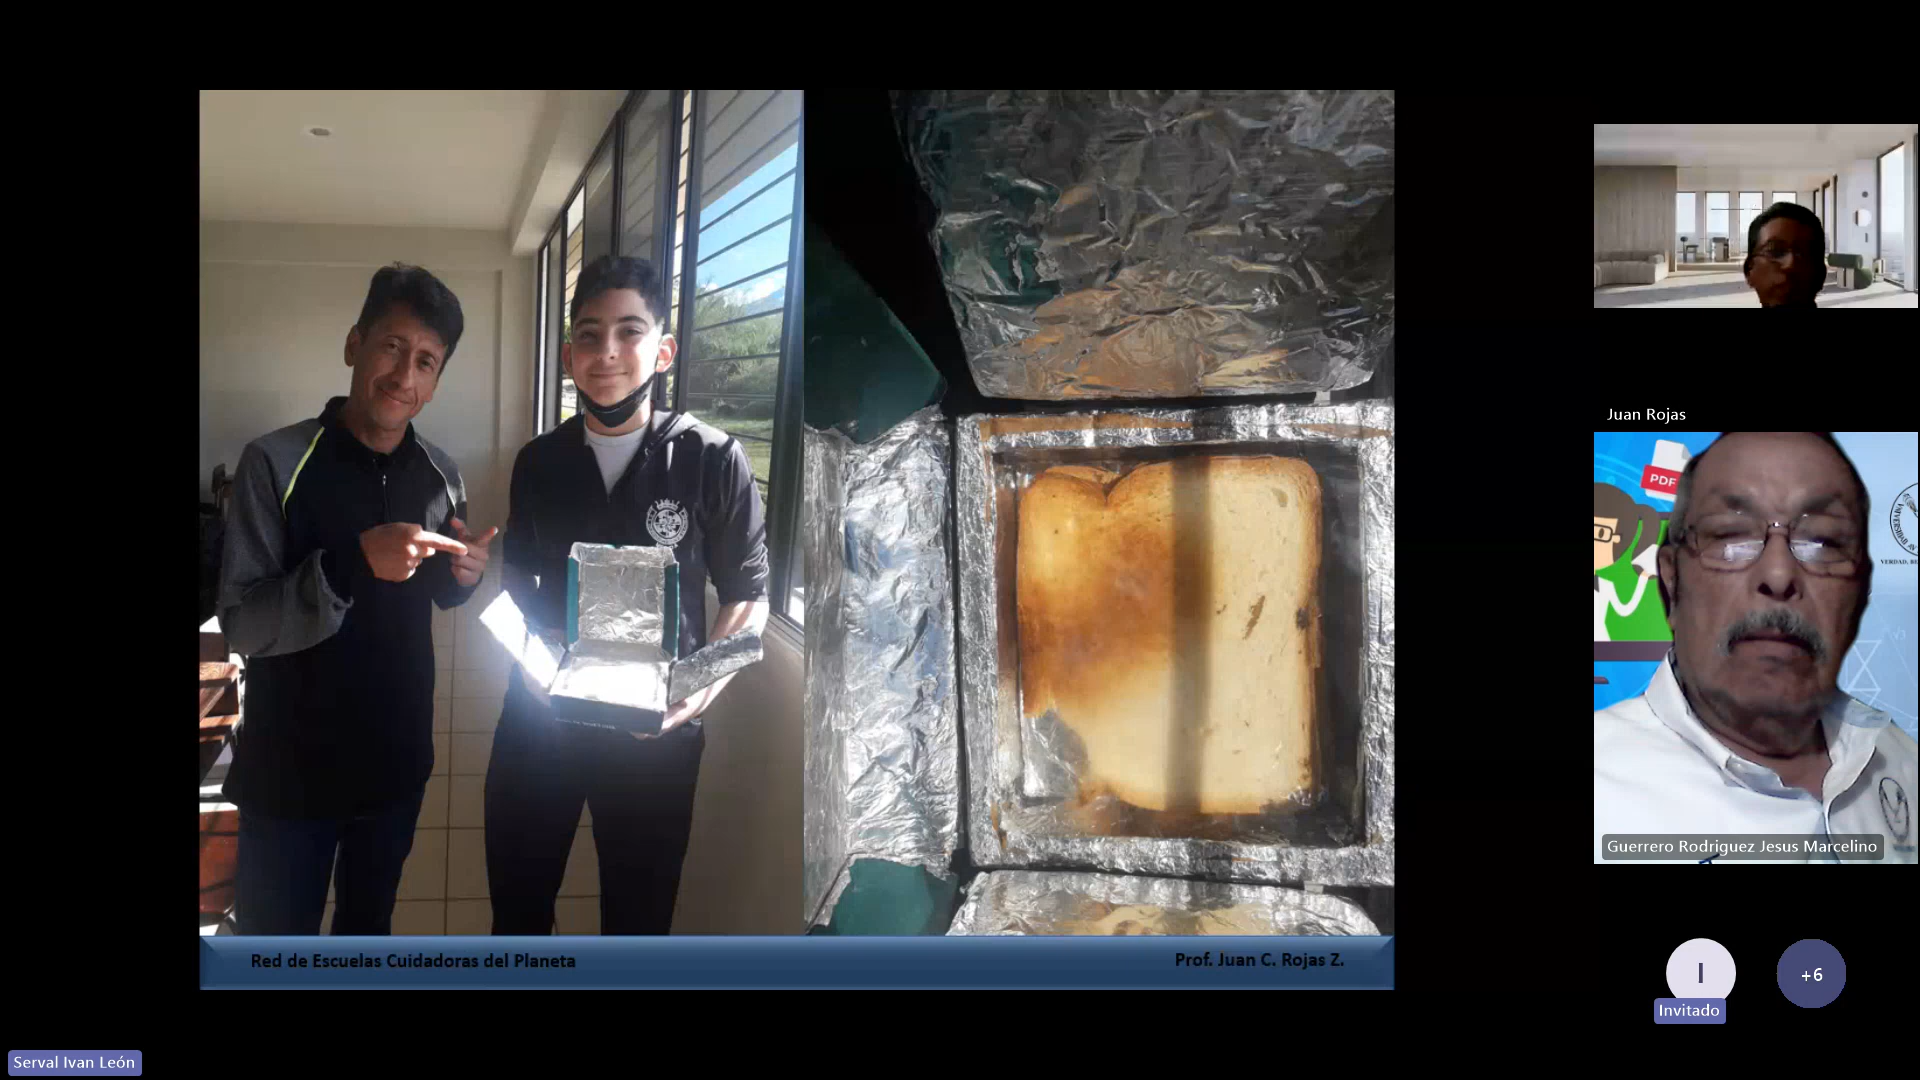 Red de Escuelas Cuidadoras del Planeta
Prof. Juan C. Rojas Z.
Juan Rojas
PDF
Guerrero Rodriguez Jesus Marcelino
I
Invitado
+6
Serval Ivan León